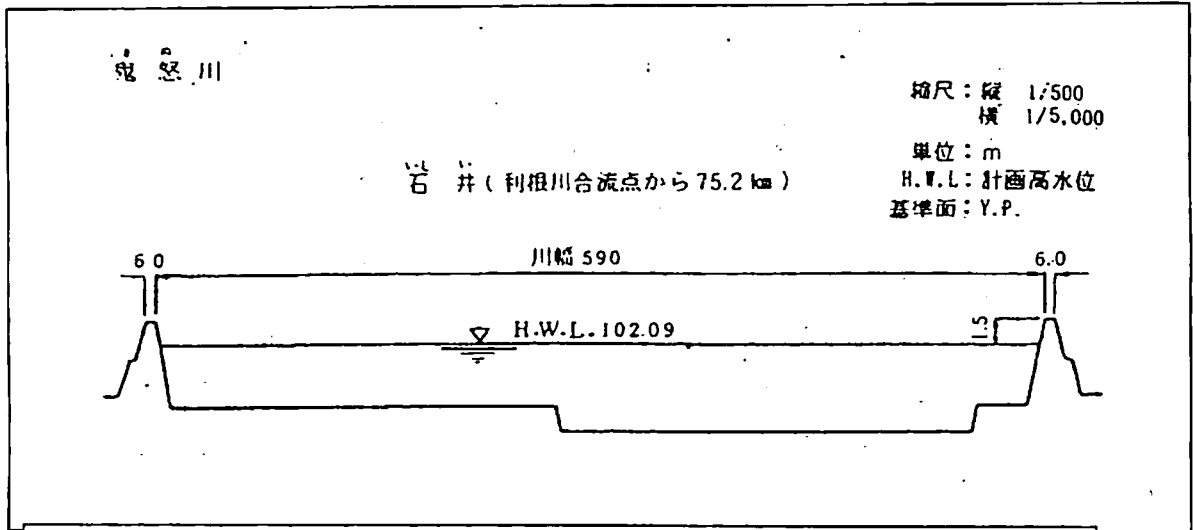 鬼怒川
縮尺：縦 1/500
横 1/5,000
単位：m
石井（利根川合流点から75.2km）
H.W.L：計画高水位
基準面：Y.P.
6 0
川幅 590
6.0
H.W.L.102.09
1.5